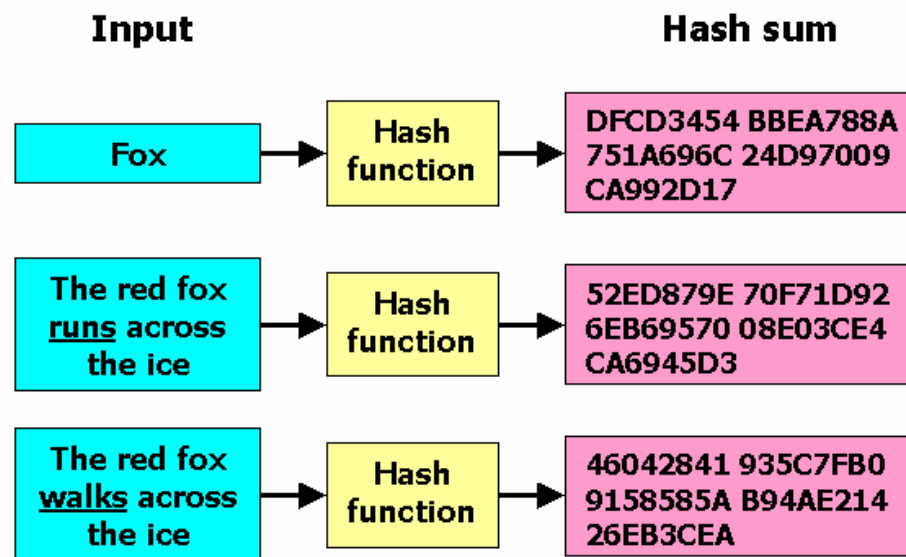 Input
Hash sum
Fox
Hash
function
DFCD3454 BBEA788A
751A696C 24D97009
CA992D17
The red fox
runs across
the ice
Hash
function
52ED879E 70F71D92
6EB69570 08E03CE4
CA6945D3
The red fox
walks across
the ice
Hash
function
46042841 935C7FB0
9158585A B94AE214
26EB3CEA